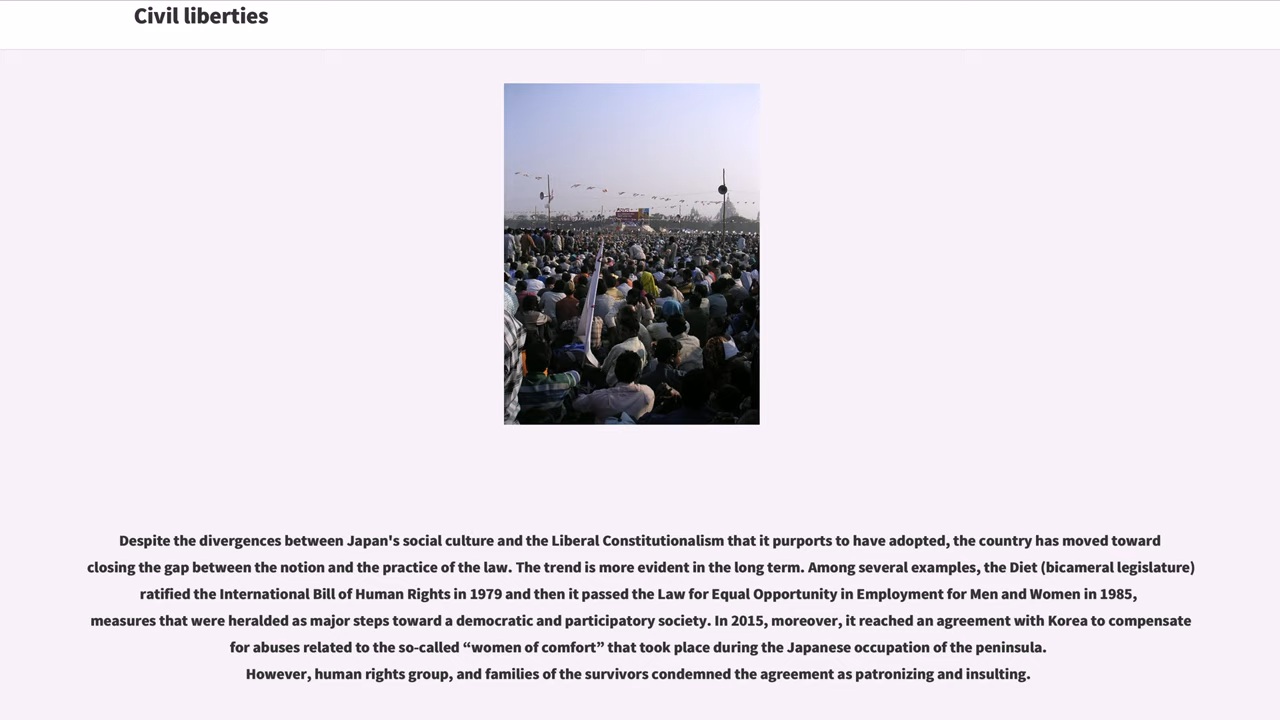 Civil liberties
Despite the divergences between Japan's social culture and the Liberal Constitutionalism that it purports to have adopted, the country has moved toward
closing the gap between the notion and the practice of the law. The trend is more evident in the long term. Among several examples, the Diet (bicameral legislature)
ratified the International Bill of Human Rights in 1979 and then it passed the Law for Equal Opportunity in Employment for Men and Women in 1985,
measures that were heralded as major steps toward a democratic and participatory society. In 2015, moreover, it reached an agreement with Korea to compensate
for abuses related to the so-called “women of comfort” that took place during the Japanese occupation of the peninsula.
However, human rights group, and families of the survivors condemned the agreement as patronizing and insulting.